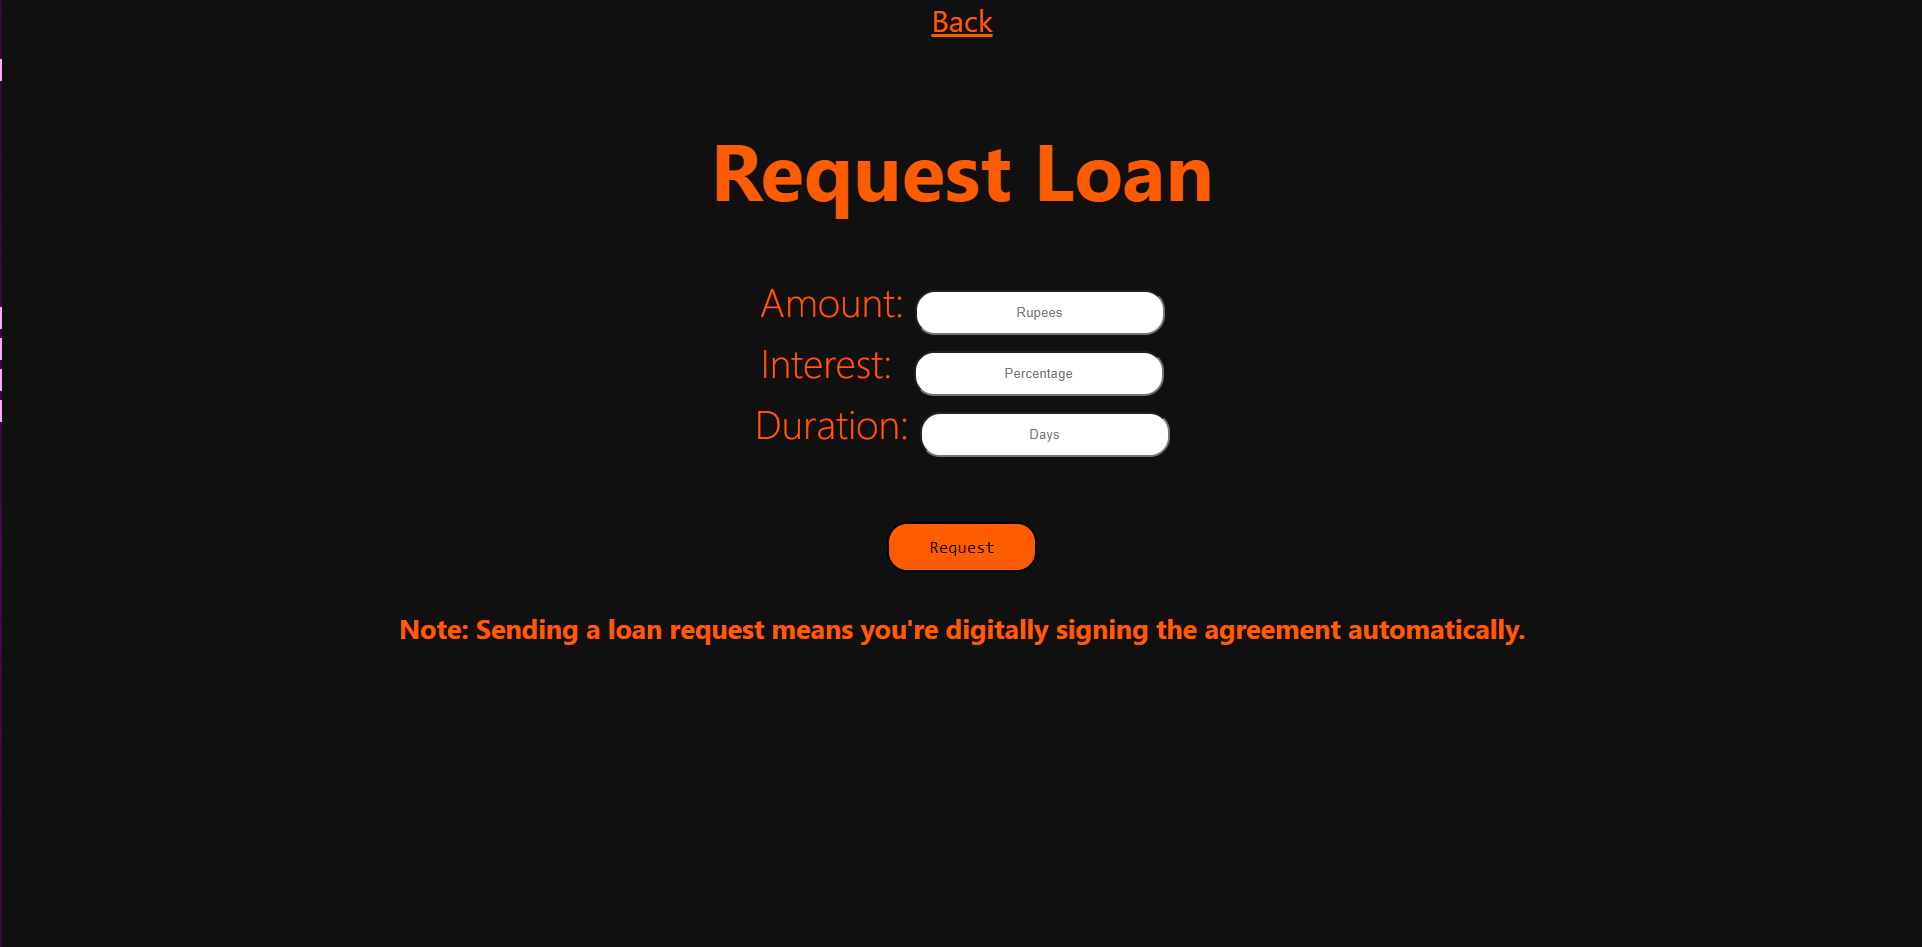 Back
Request Loan
Amount: Rupees
Interest: Percentage
Duration: Days
Request
Note: Sending a loan request means you're digitally signing the agreement automatically.